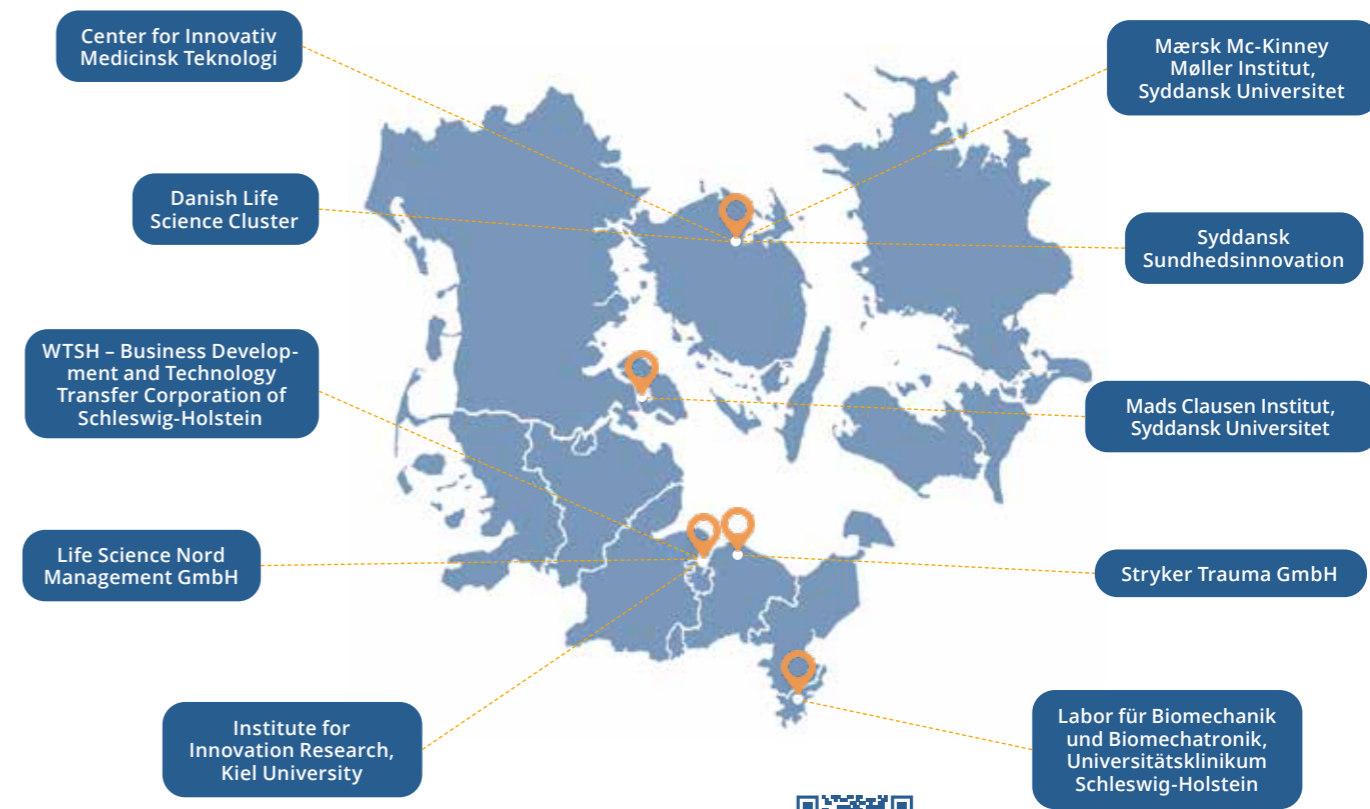 Center for Innovativ
Medicinsk Teknologi
Mærsk Mc-Kinney
Møller Institut,
Syddansk Universitet
Danish Life
Science Cluster
Syddansk
Sundhedsinnovation
WTSH – Business Develop-
ment and Technology
Transfer Corporation of
Schleswig-Holstein
Mads Clausen Institut,
Syddansk Universitet
Life Science Nord
Management GmbH
Stryker Trauma GmbH
Institute for
Innovation Research,
Kiel University
Labor für Biomechanik
und Biomechatronik,
Universitätsklinikum
Schleswig-Holstein